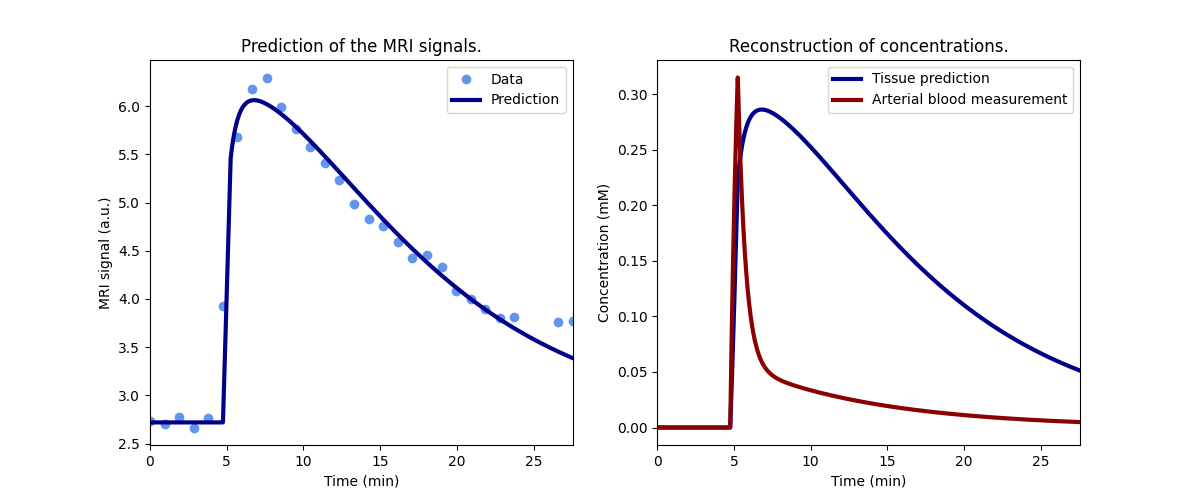 Prediction of the MRI signals.
Data
Prediction
MRI signal (a.u.)
6.0
5.5
5.0
4.5
4.0
3.5
3.0
2.5
0
5
10
15
20
25
Time (min)
Reconstruction of concentrations.
Tissue prediction
Arterial blood measurement
Concentration (mM)
0.30
0.25
0.20
0.15
0.10
0.05
0.00
0
5
10
15
20
25
Time (min)